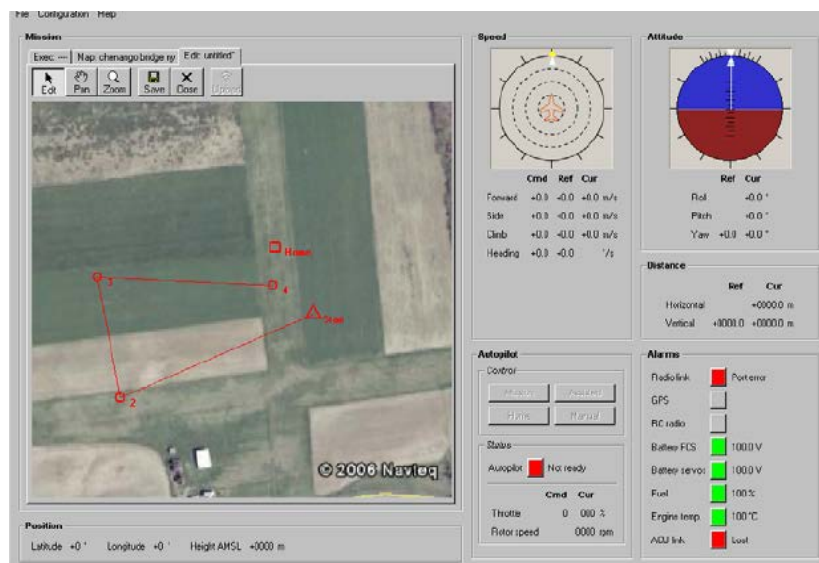 File Configuration Help
Mission
Exec: --- Map: chenango bridge ny Edit: untitled*
Edit Pan Zoom Save Close Upload
Home
3
4
Start
2
© 2006 Navteq
Position
Latitude +0 ° Longitude +0 ° Height AMSL +0000 m
Speed
Cmd Ref Cur
Forward +0.0 +0.0 +0.0 m/s
Side +0.0 +0.0 +0.0 m/s
Climb +0.0 +0.0 +0.0 m/s
Heading +0.0 +0.0 °/s
Autopilot
Control
Mission Assisted
Home Manual
Status
Autopilot Not ready
Cmd Cur
Throttle 0 000 %
Rotor speed 0000 rpm
Attitude
Ref Cur
Roll +0.0 °
Pitch +0.0 °
Yaw +0.0 +0.0 °
Distance
Ref Cur
Horizontal +0000.0 m
Vertical +0000.0 +0000.0 m
Alarms
Radio link Port error
GPS
RC radio
Battery FCS 100.0 V
Battery servos 100.0 V
Fuel 100 %
Engine temp. 100 °C
ADU link Lost